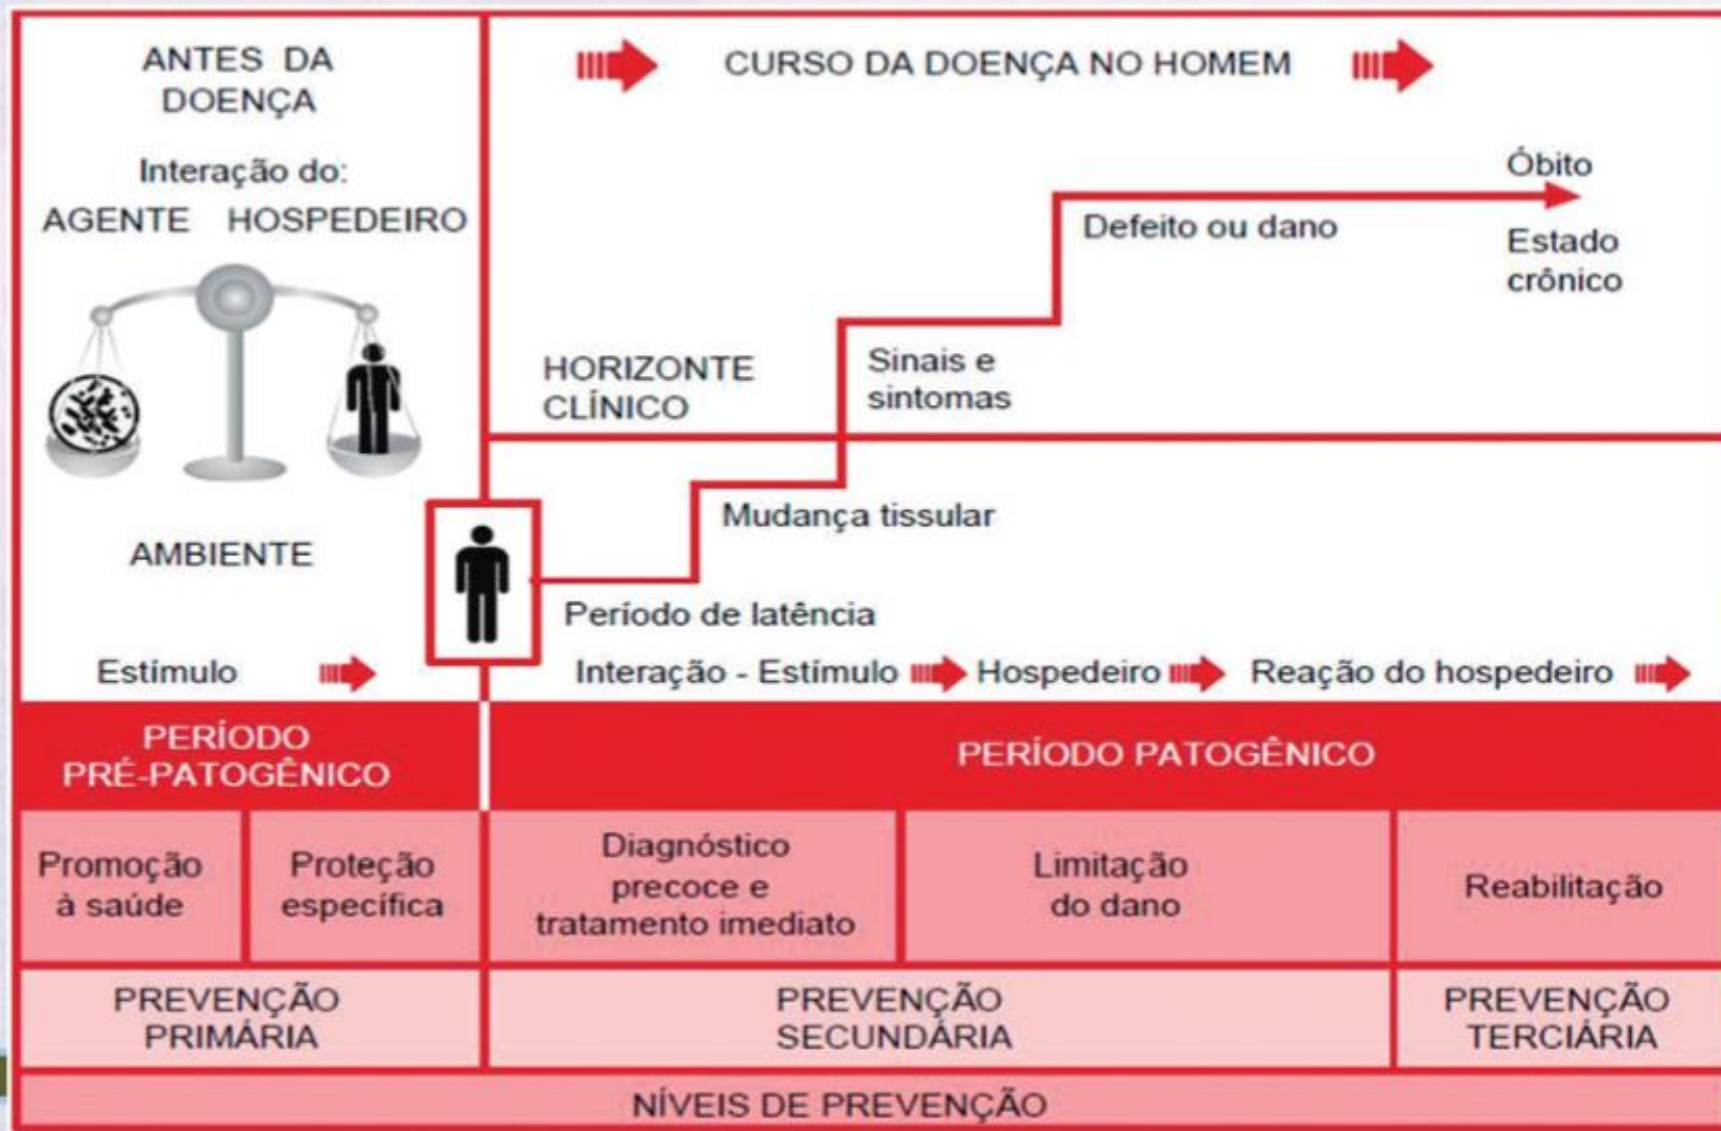 ANTES DA
DOENÇA
Interação do:
AGENTE HOSPEDEIRO
AMBIENTE
Estímulo
CURSO DA DOENÇA NO HOMEM
Óbito
Defeito ou dano
Estado
crônico
HORIZONTE
CLÍNICO
Sinais e
sintomas
Mudança tissular
Período de latência
Interação - Estímulo Hospedeiro Reação do hospedeiro
PERÍODO
PRÉ-PATOGÊNICO
PERÍODO PATOGÊNICO
Promoção
à saúde
Proteção
específica
Diagnóstico
precoce e
tratamento imediato
Limitação
do dano
Reabilitação
PREVENÇÃO
PRIMÁRIA
PREVENÇÃO
SECUNDÁRIA
PREVENÇÃO
TERCIÁRIA
NÍVEIS DE PREVENÇÃO